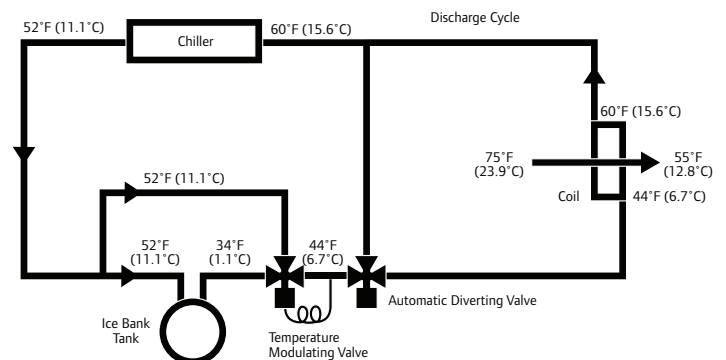 Discharge Cycle
52˚F (11.1˚C)
Chiller
60˚F (15.6˚C)
60˚F (15.6˚C)
75˚F
(23.9˚C)
55˚F
(12.8˚C)
Coil
44˚F (6.7˚C)
52˚F (11.1˚C)
52˚F
(11.1˚C)
34˚F
(1.1˚C)
44˚F
(6.7˚C)
Automatic Diverting Valve
Ice Bank
Tank
Temperature
Modulating Valve